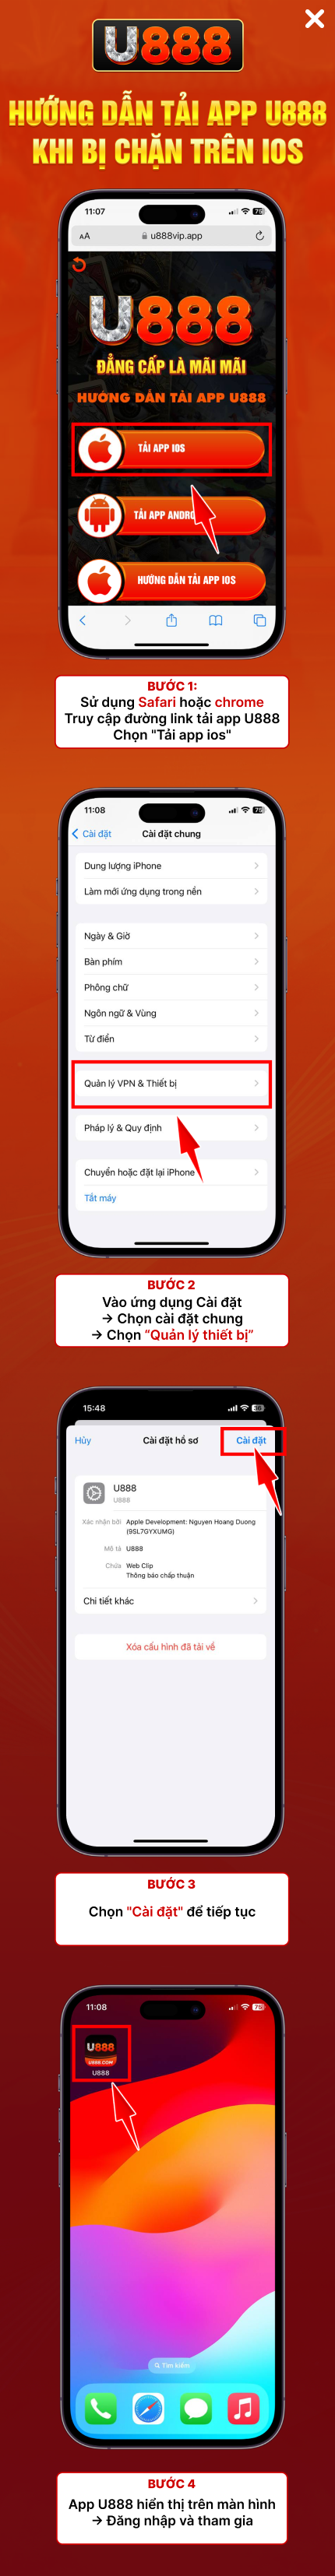 U888
HƯỚNG DẪN TẢI APP U888
KHI BỊ CHẶN TRÊN IOS
11:07
72
AA
u888vip.app
U888
ĐẲNG CẤP LÀ MÃI MÃI
HƯỚNG DẪN TẢI APP U888
TẢI APP IOS
TẢI APP ANDRO
HƯỚNG DẪN TẢI APP IOS
BƯỚC 1:
Sử dụng Safari hoặc chrome
Truy cập đường link tải app U888
Chọn "Tải app ios"
11:08
72
Cài đặt
Cài đặt chung
Dung lượng iPhone
Làm mới ứng dụng trong nền
Ngày & Giờ
Bàn phím
Phông chữ
Ngôn ngữ & Vùng
Từ điển
Quản lý VPN & Thiết bị
Pháp lý & Quy định
Chuyển hoặc đặt lại iPhone
Tắt máy
BƯỚC 2
Vào ứng dụng Cài đặt
→ Chọn cài đặt chung
→ Chọn “Quản lý thiết bị”
15:48
Hủy
Cài đặt hồ sơ
Cài đặt
U888
U888
Xác nhận bởi Apple Development: Nguyen Hoang Duong
(9SL7GYXUMG)
Mô tả U888
Chứa Web Clip
Thông báo chấp thuận
Chi tiết khác
Xóa cấu hình đã tải về
BƯỚC 3
Chọn "Cài đặt" để tiếp tục
11:08
72
U888
U888.COM
U888
Tìm kiếm
BƯỚC 4
App U888 hiển thị trên màn hình
→ Đăng nhập và tham gia